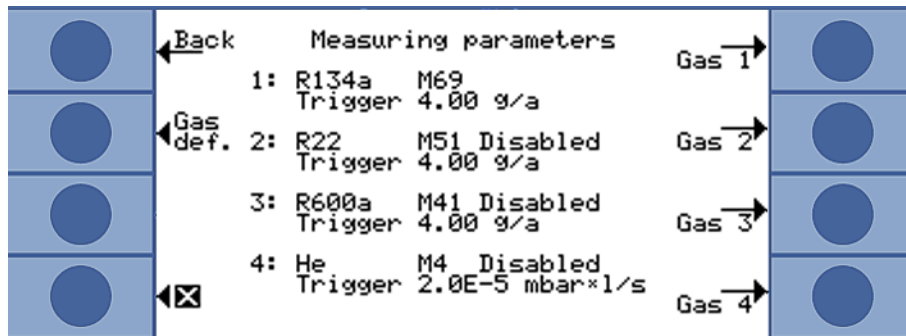 Back Measuring parameters
Gas 1
1: R134a M69
Trigger 4.00 g/a
Gas
def. 2: R22 M51 Disabled Gas 2
Trigger 4.00 g/a
3: R600a M41 Disabled
Trigger 4.00 g/a Gas 3
4: He M4 Disabled
Trigger 2.0E-5 mbar×l/s
Gas 4